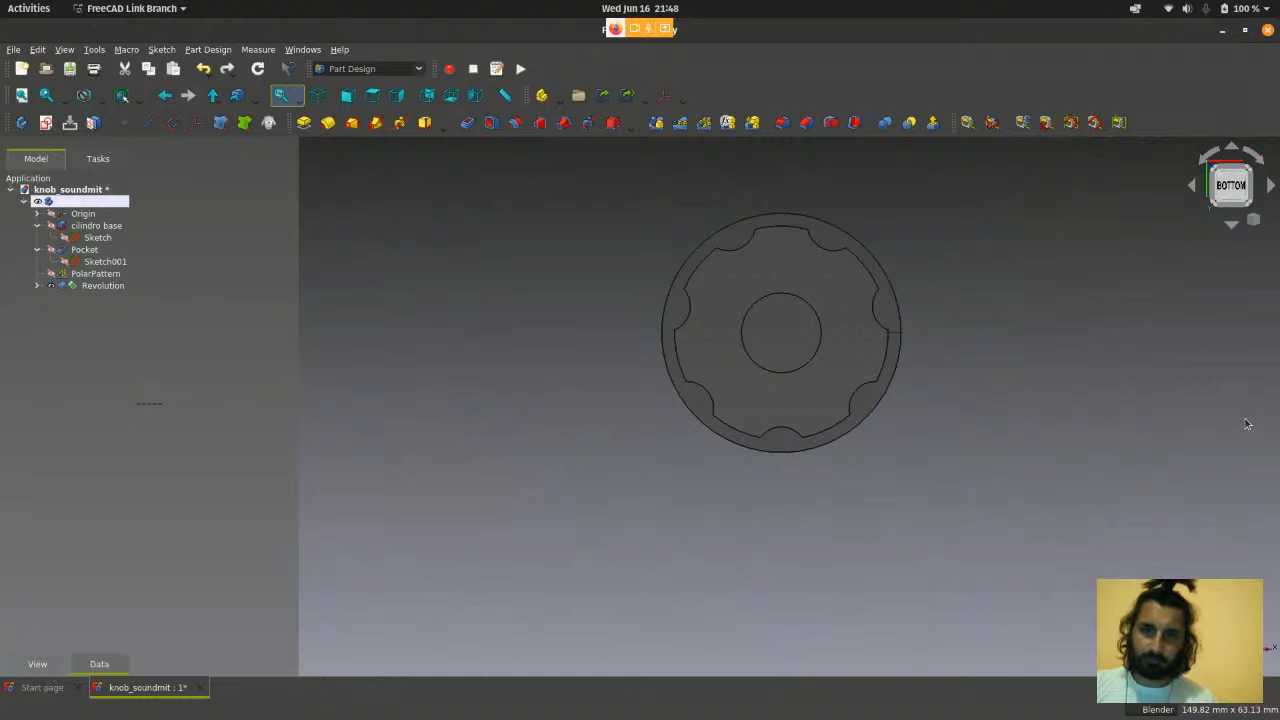 Activities
FreeCAD Link Branch
Wed Jun 16 21:48
100 %
File Edit View Tools Macro Sketch Part Design Measure Windows Help
Part Design
Model
Tasks
Application
knob_soundmit *
Origin
cilindro base
Sketch
Pocket
Sketch001
PolarPattern
Revolution
BOTTOM
View
Data
Start page
knob_soundmit : 1*
Blender
149.82 mm x 63.13 mm